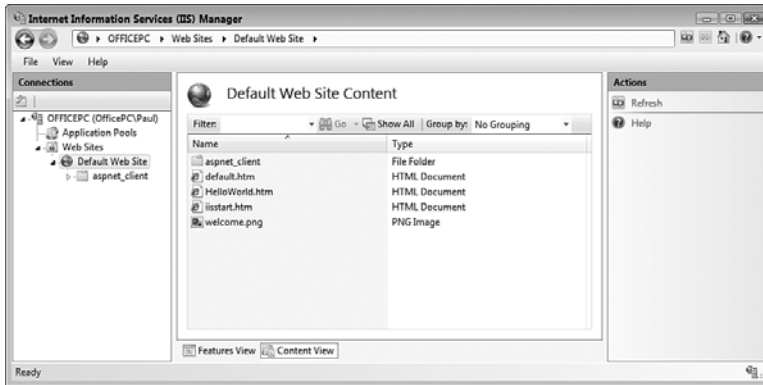 Internet Information Services (IIS) Manager
OFFICEPC Web Sites Default Web Site
File View Help
Connections
OFFICEPC (OfficePC\Paul)
Application Pools
Web Sites
Default Web Site
aspnet_client
Default Web Site Content
Filter: Go Show All Group by: No Grouping
Name Type
aspnet_client File Folder
default.htm HTML Document
HelloWorld.htm HTML Document
iisstart.htm HTML Document
welcome.png PNG Image
Features View Content View
Actions
Refresh
Help
Ready